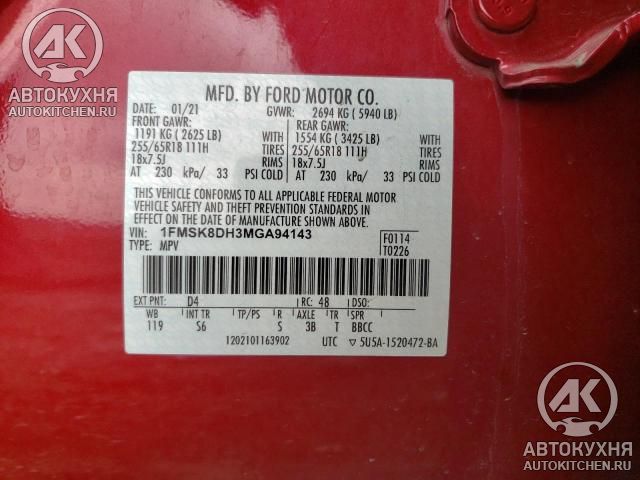 АК
АВТОКУХНЯ
AUTOKITCHEN.RU
MFD. BY FORD MOTOR CO.
DATE: 01/21 GVWR: 2694 KG ( 5940 LB)
FRONT GAWR: REAR GAWR:
1191 KG ( 2625 LB) WITH 1554 KG ( 3425 LB) WITH
255/65R18 111H TIRES 255/65R18 111H TIRES
18x7.5J RIMS 18x7.5J RIMS
AT 230 kPa/ 33 PSI COLD AT 230 kPa/ 33 PSI COLD
THIS VEHICLE CONFORMS TO ALL APPLICABLE FEDERAL MOTOR
VEHICLE SAFETY AND THEFT PREVENTION STANDARDS IN
EFFECT ON THE DATE OF MANUFACTURE SHOWN ABOVE.
VIN: 1FMSK8DH3MGA94143 F0114
TYPE: MPV T0226
EXT PNT: D4 RC: 48 DSO:
WB INT TR TP/PS R AXLE TR SPR
119 S6 S 3B T BBCC
1202101163902 UTC ▽ 5U5A-1520472-BA
АК
АВТОКУХНЯ
AUTOKITCHEN.RU